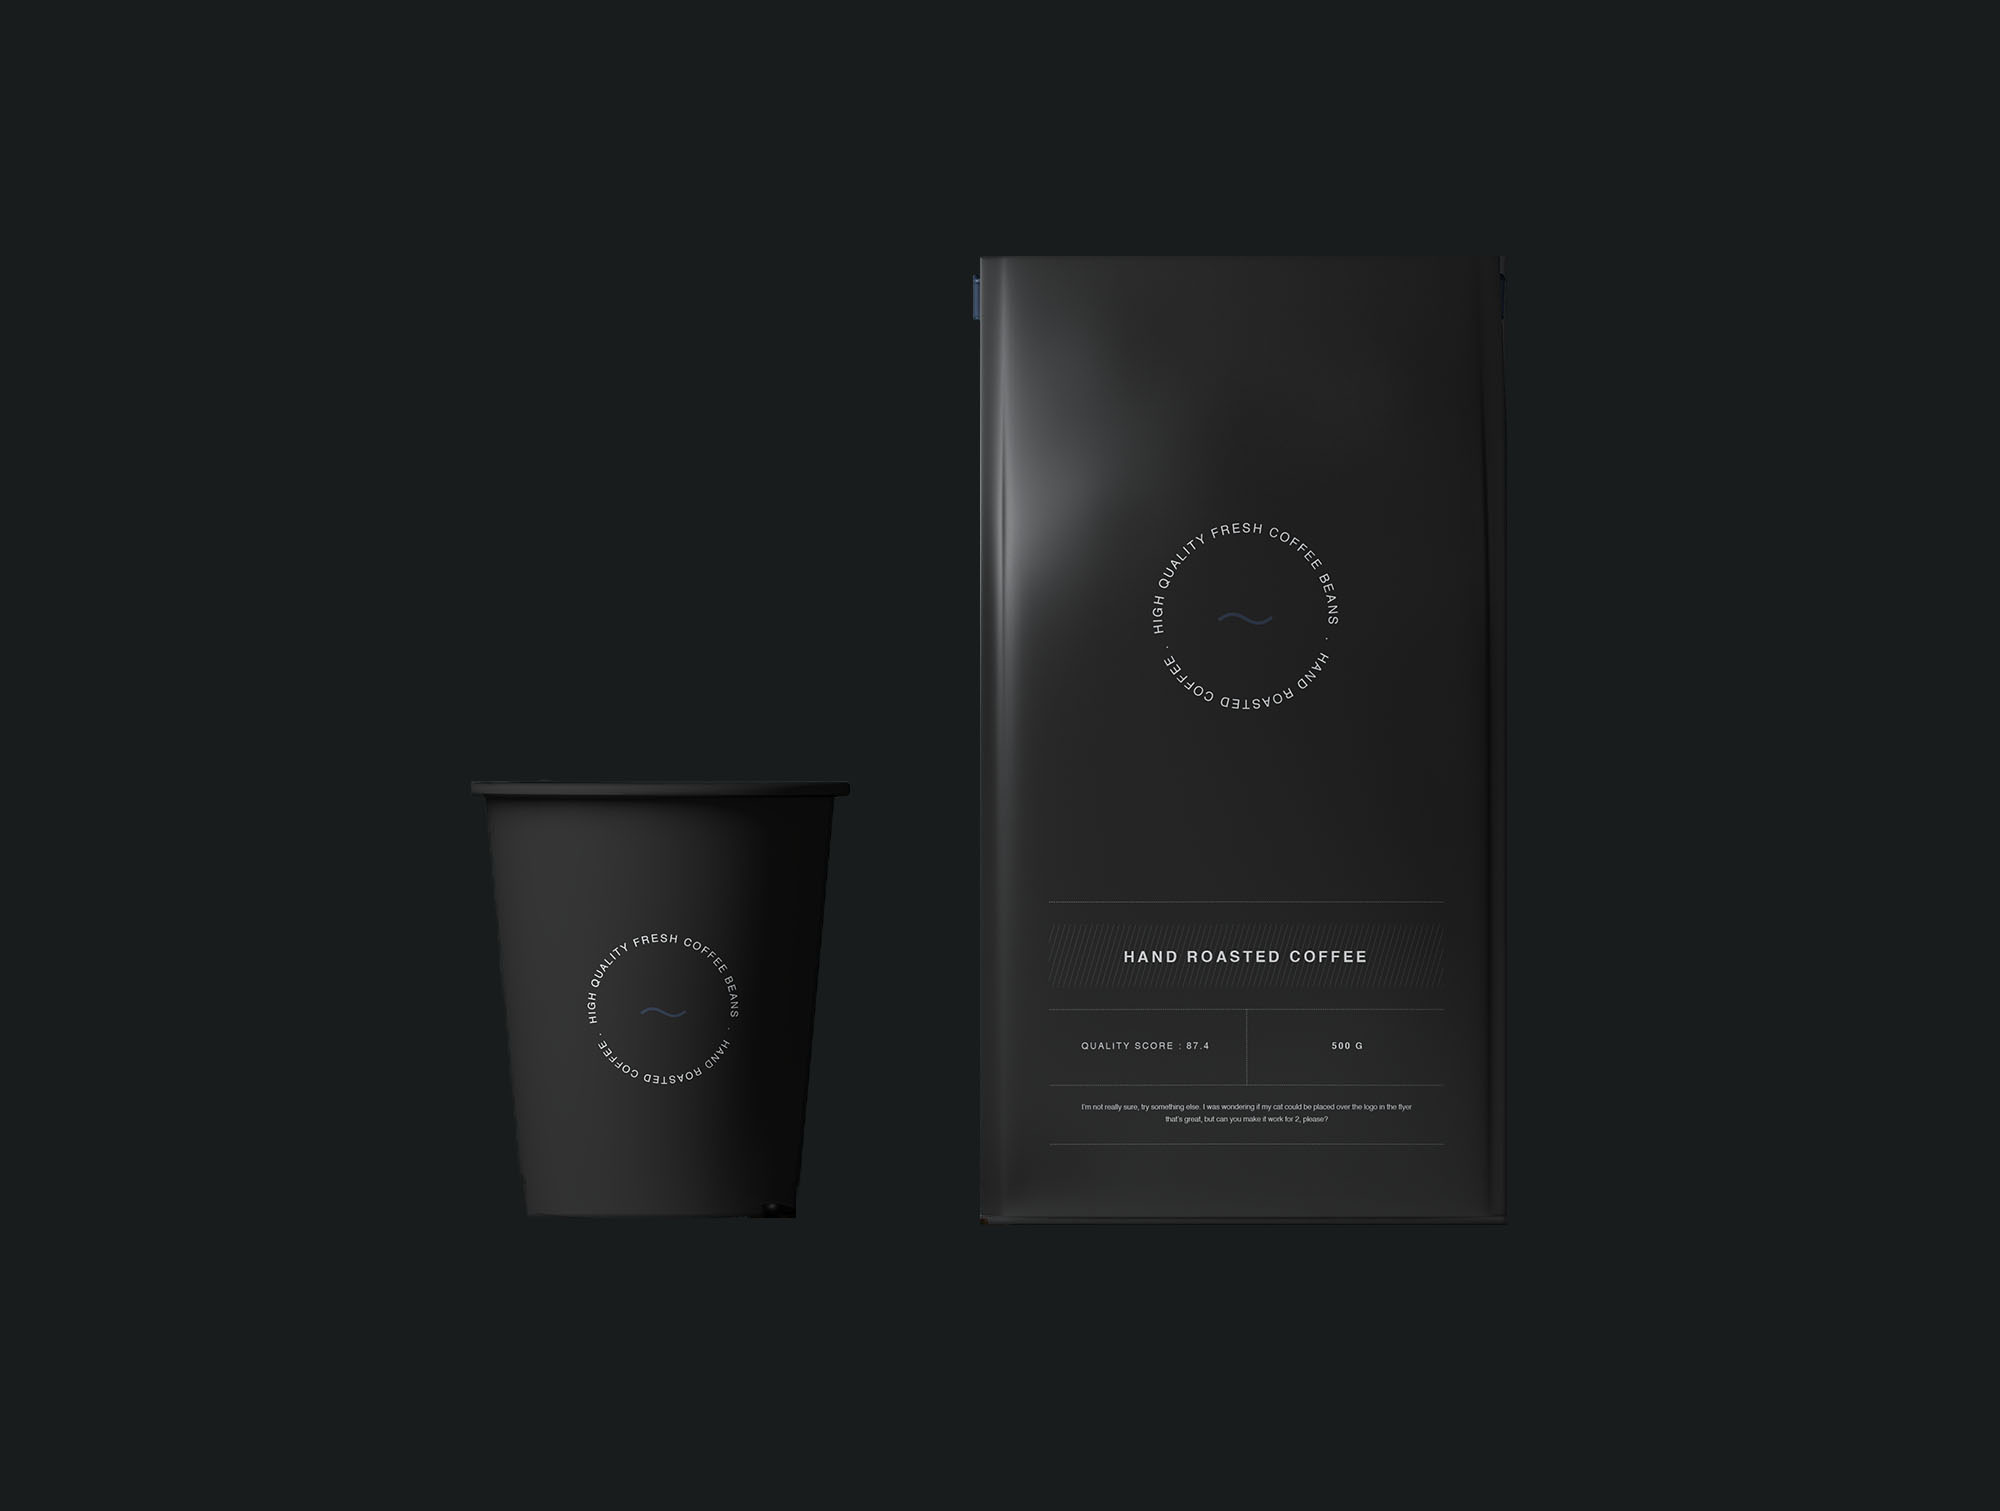 HIGH QUALITY FRESH COFFEE BEANS · HAND ROASTED COFFEE ·
HAND ROASTED COFFEE
QUALITY SCORE : 87.4
500 G
I'm not really sure, try something else. I was wondering if my cat could be placed over the logo in the flyer
that's great, but can you make it work for 2, please?
HIGH QUALITY FRESH COFFEE BEANS · HAND ROASTED COFFEE ·